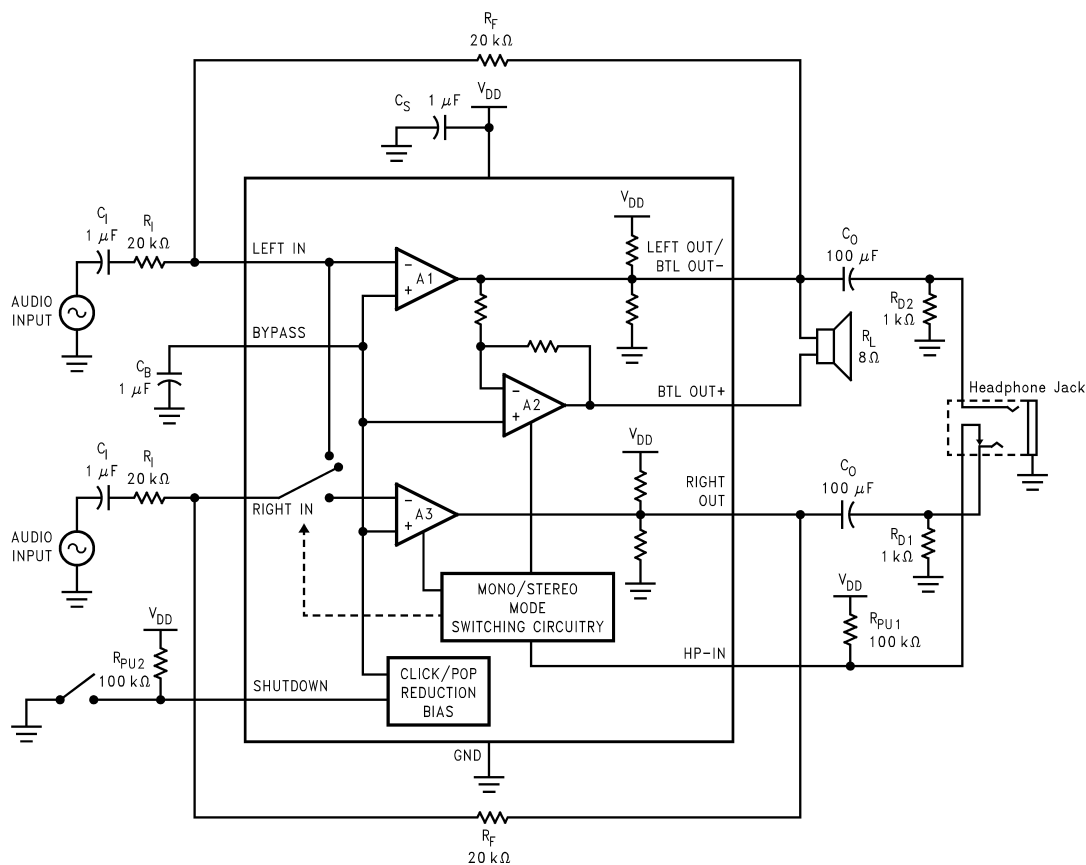 R_F
20 kΩ
V_DD
C_S 1 μF
C_I
1 μF
R_I
20 kΩ
LEFT IN
AUDIO
INPUT
A1
V_DD
LEFT OUT/
BTL OUT-
C_O
100 μF
R_D2
1 kΩ
R_L
8Ω
BYPASS
C_B
1 μF
A2
BTL OUT+
Headphone Jack
C_I
1 μF
R_I
20 kΩ
RIGHT IN
AUDIO
INPUT
A3
V_DD
RIGHT
OUT
C_O
100 μF
R_D1
1 kΩ
MONO/STEREO
MODE
SWITCHING CIRCUITRY
V_DD
R_PU1
100 kΩ
HP-IN
V_DD
R_PU2
100 kΩ
SHUTDOWN
CLICK/POP
REDUCTION
BIAS
GND
R_F
20 kΩ